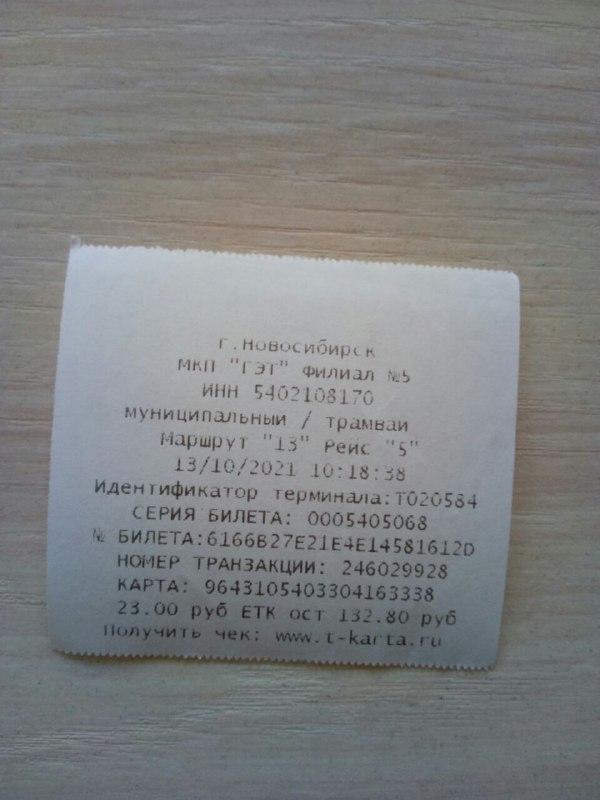 г.Новосибирск
МКП "ГЭТ" Филиал №5
ИНН 5402108170
муниципальный / трамвай
Маршрут "13" Рейс "5"
13/10/2021 10:18:38
Идентификатор терминала:T020584
СЕРИЯ БИЛЕТА: 0005405068
№ БИЛЕТА:6166B27E21E4E14581612D
НОМЕР ТРАНЗАКЦИИ: 246029928
КАРТА: 9643105403304163338
23.00 руб ЕТК ост 132.80 руб
Получить чек: www.t-karta.ru